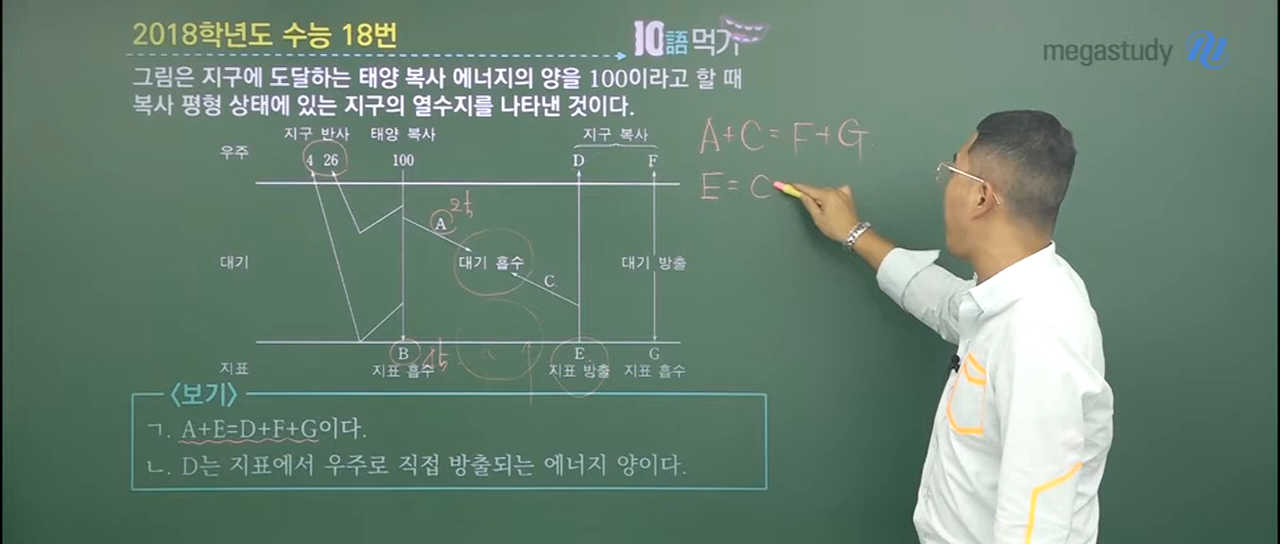 2018학년도 수능 18번
10語먹기
megastudy
그림은 지구에 도달하는 태양 복사 에너지의 양을 100이라고 할 때
복사 평형 상태에 있는 지구의 열수지를 나타낸 것이다.
지구 반사 태양 복사 지구 복사
우주 4 26 100 D F
A+C=F+G
E=C
A 2차
대기 대기 흡수 대기 방출
C
B E G
지표 지표 흡수 지표 방출 지표 흡수
<보기>
ㄱ. A+E=D+F+G이다.
ㄴ. D는 지표에서 우주로 직접 방출되는 에너지 양이다.